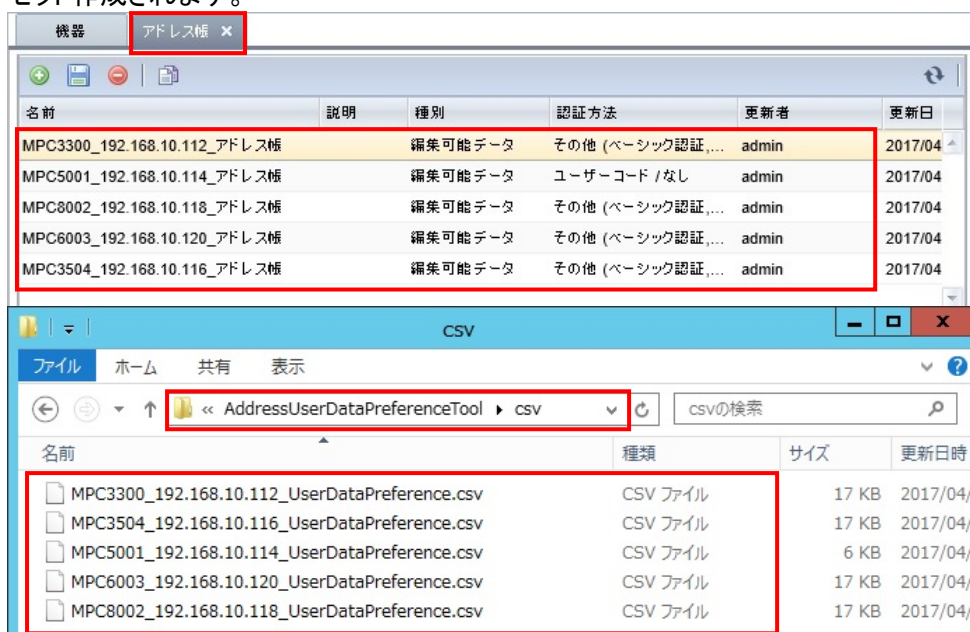 セット作成されます。
機器 アドレス帳 ×
名前 説明 種別 認証方法 更新者 更新日
MPC3300_192.168.10.112_アドレス帳 編集可能データ その他 (ベーシック認証,... admin 2017/04
MPC5001_192.168.10.114_アドレス帳 編集可能データ ユーザーコード /なし admin 2017/04
MPC8002_192.168.10.118_アドレス帳 編集可能データ その他 (ベーシック認証,... admin 2017/04
MPC6003_192.168.10.120_アドレス帳 編集可能データ その他 (ベーシック認証,... admin 2017/04
MPC3504_192.168.10.116_アドレス帳 編集可能データ その他 (ベーシック認証,... admin 2017/04
csv
ファイル ホーム 共有 表示
« AddressUserDataPreferenceTool ▸ csv csvの検索
名前 種類 サイズ 更新日時
MPC3300_192.168.10.112_UserDataPreference.csv CSV ファイル 17 KB 2017/04/
MPC3504_192.168.10.116_UserDataPreference.csv CSV ファイル 17 KB 2017/04/
MPC5001_192.168.10.114_UserDataPreference.csv CSV ファイル 6 KB 2017/04/
MPC6003_192.168.10.120_UserDataPreference.csv CSV ファイル 17 KB 2017/04/
MPC8002_192.168.10.118_UserDataPreference.csv CSV ファイル 17 KB 2017/04/